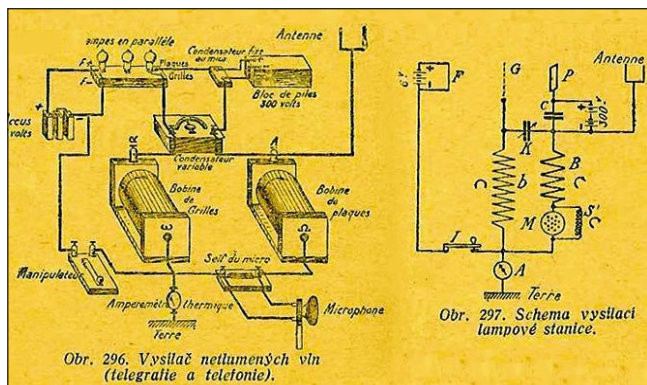 ampes en parallèle
Condensateur fixe
au mica
Antenne
F+
F-
Plaques
Grilles
Bloc de piles
300 volts
ccus
volts
Condensateur
variable
R
A
Bobine
de
Grilles
Bobine
de
plaques
Manipulateur
Self du micro
Ampèremètre thermique
Microphone
Terre
Obr. 296. Vysílač netlumených vln
(telegrafie a telefonie).
F
G
P
Antenne
C
300 v
K
b
B
M
S'
J
A
Terre
Obr. 297. Schema vysílací
lampové stanice.